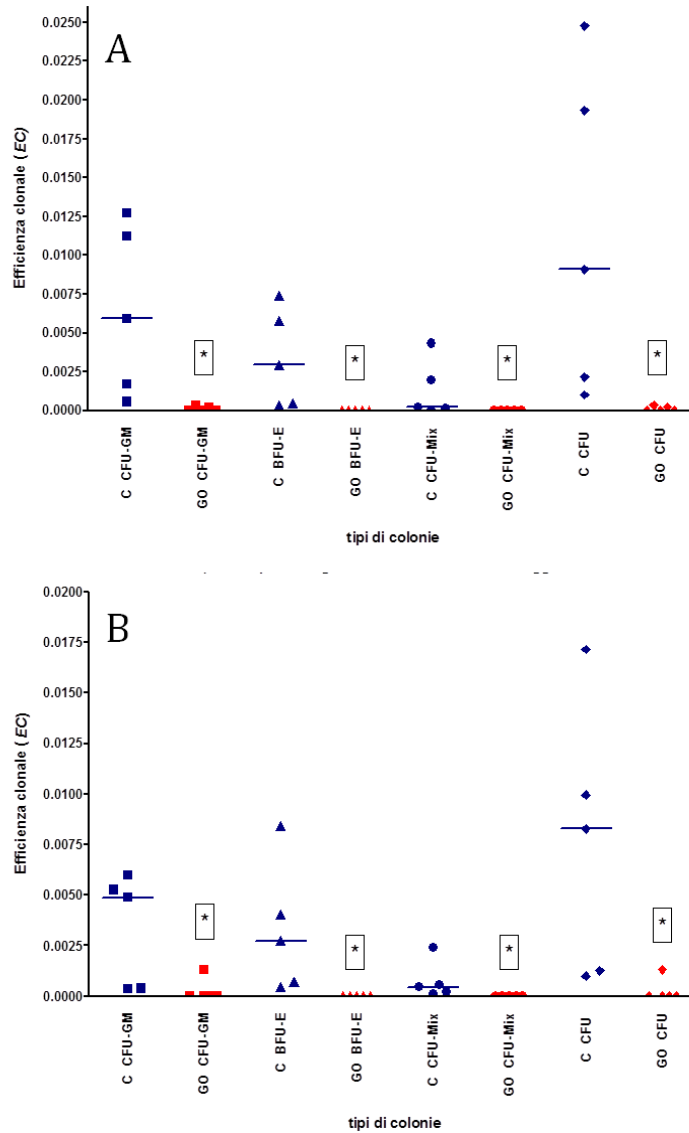 A
Efficienza clonale (EC)
0.0250
0.0225
0.0200
0.0175
0.0150
0.0125
0.0100
0.0075
0.0050
0.0025
0.0000
*
*
*
*
C CFU-GM
GO CFU-GM
C BFU-E
GO BFU-E
C CFU-Mix
GO CFU-Mix
C CFU
GO CFU
tipi di colonie
B
Efficienza clonale (EC)
0.0200
0.0175
0.0150
0.0125
0.0100
0.0075
0.0050
0.0025
0.0000
*
*
*
*
C CFU-GM
GO CFU-GM
C BFU-E
GO BFU-E
C CFU-Mix
GO CFU-Mix
C CFU
GO CFU
tipi di colonie